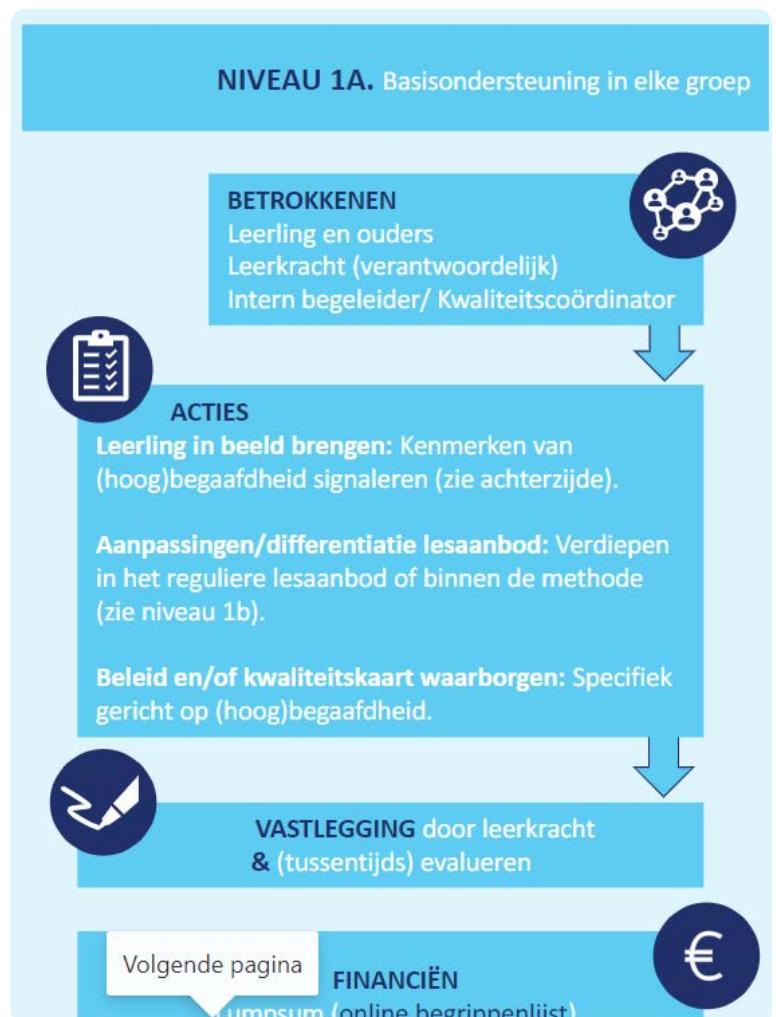 NIVEAU 1A. Basisondersteuning in elke groep
BETROKKENEN
Leerling en ouders
Leerkracht (verantwoordelijk)
Intern begeleider/ Kwaliteitscoördinator
ACTIES
Leerling in beeld brengen: Kenmerken van
(hoog)begaafdheid signaleren (zie achterzijde).
Aanpassingen/differentiatie lesaanbod: Verdiepen
in het reguliere lesaanbod of binnen de methode
(zie niveau 1b).
Beleid en/of kwaliteitskaart waarborgen: Specifiek
gericht op (hoog)begaafdheid.
VASTLEGGING door leerkracht
& (tussentijds) evalueren
Volgende pagina
FINANCIËN
(online begrippenlijst)
€